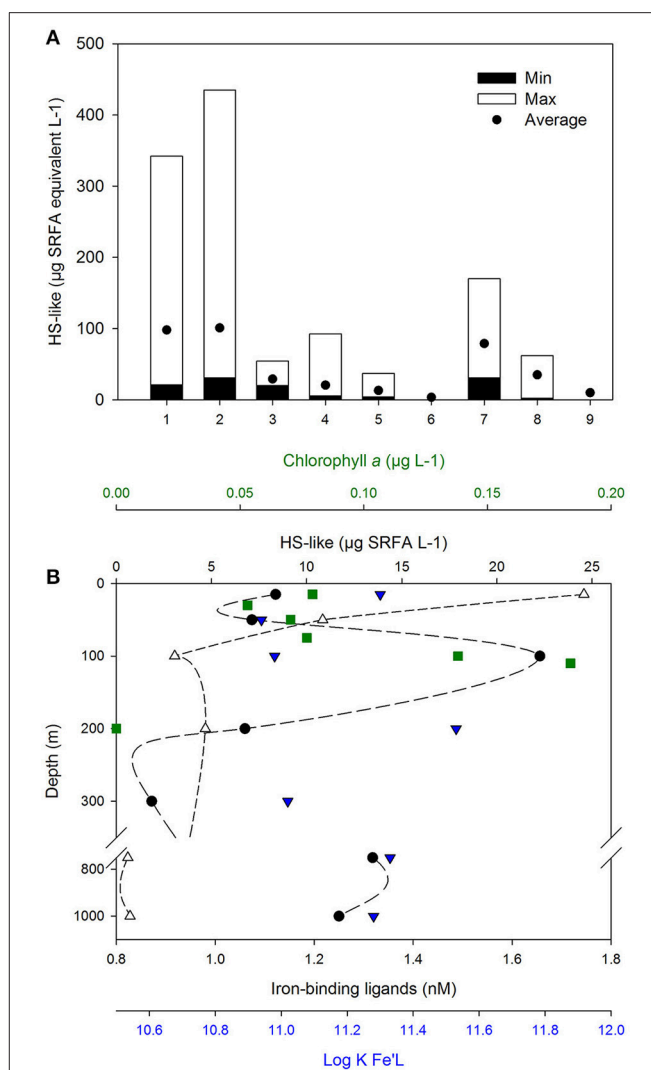 A
500
400
300
200
100
0
HS-like (µg SRFA equivalent L-1)
Min
Max
Average
1 2 3 4 5 6 7 8 9
Chlorophyll a (µg L-1)
0.00 0.05 0.10 0.15 0.20
HS-like (µg SRFA L-1)
0 5 10 15 20 25
B
0
100
200
300
800
1000
Depth (m)
0.8 1.0 1.2 1.4 1.6 1.8
Iron-binding ligands (nM)
10.6 10.8 11.0 11.2 11.4 11.6 11.8 12.0
Log K Fe'L